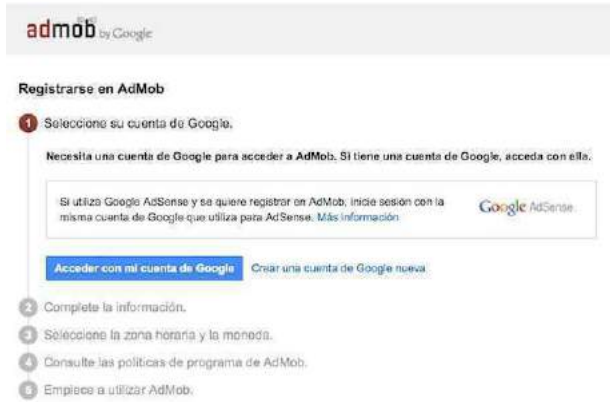 admob by Google
Registrarse en AdMob
1 Seleccione su cuenta de Google.
Necesita una cuenta de Google para acceder a AdMob. Si tiene una cuenta de Google, acceda con ella.
Si utiliza Google AdSense y se quiere registrar en AdMob, inicie sesión con la
misma cuenta de Google que utiliza para AdSense. Más información
Google AdSense
Acceder con mi cuenta de Google Crear una cuenta de Google nueva
2 Complete la información.
3 Seleccione la zona horaria y la moneda.
4 Consulte las políticas de programa de AdMob.
5 Empiece a utilizar AdMob.